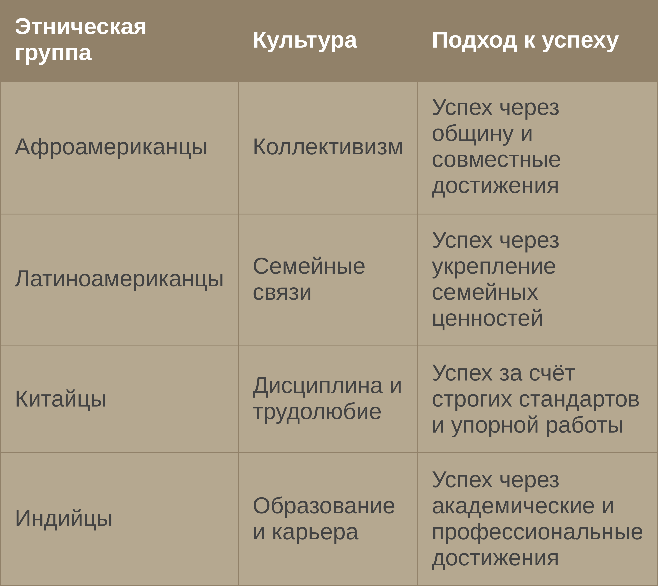 Этническая
группа
Культура
Подход к успеху
Афроамериканцы
Коллективизм
Успех через
общину и
совместные
достижения
Латиноамериканцы
Семейные
связи
Успех через
укрепление
семейных
ценностей
Китайцы
Дисциплина и
трудолюбие
Успех за счёт
строгих стандартов
и упорной работы
Индийцы
Образование
и карьера
Успех через
академические и
профессиональные
достижения